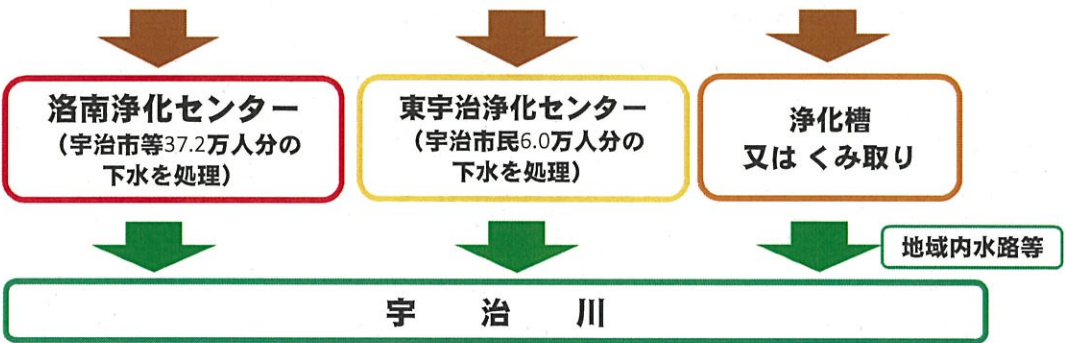 洛南浄化センター
（宇治市等37.2万人分の
下水を処理）
東宇治浄化センター
（宇治市民6.0万人分の
下水を処理）
浄化槽
又は くみ取り
地域内水路等
宇 治 川